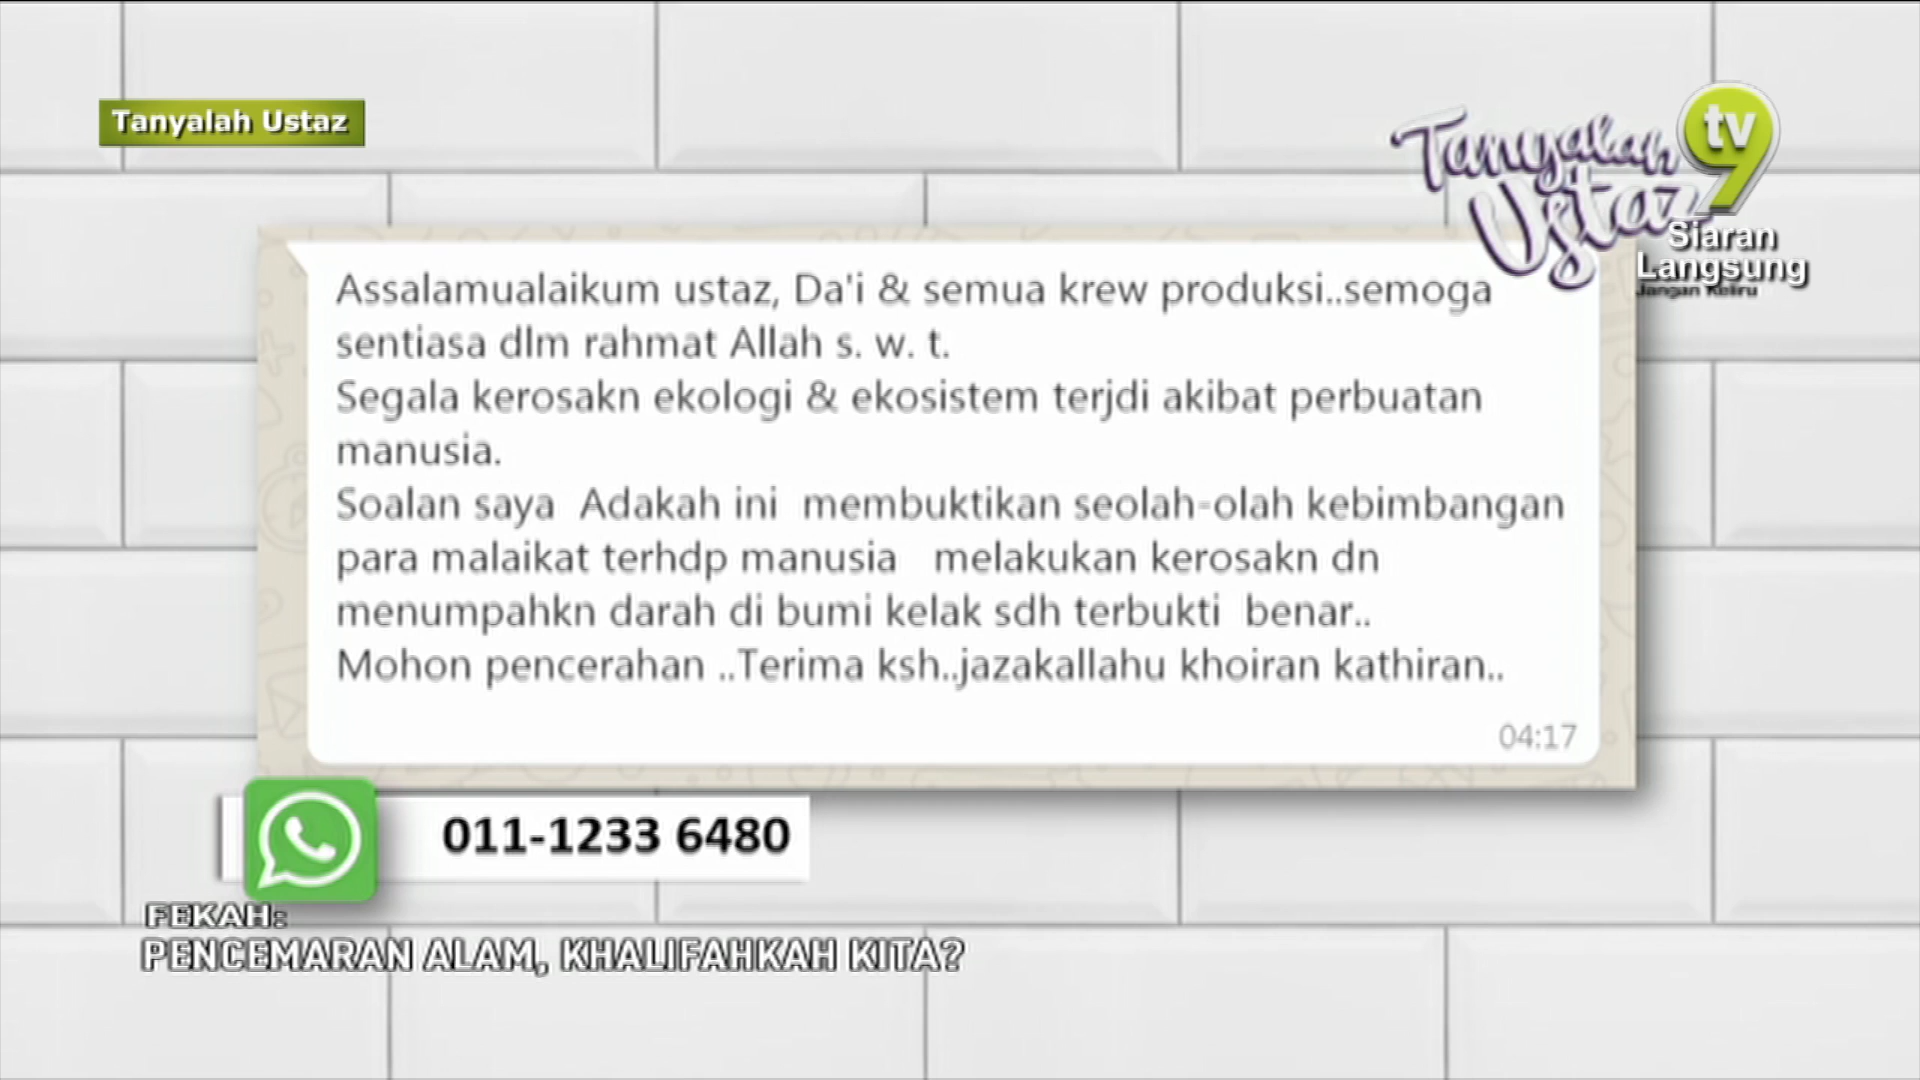 Tanyalah Ustaz
Tanyalah
Ustaz
tv9
Siaran
Langsung
Jangan Keliru
Assalamualaikum ustaz, Da'i & semua krew produksi..semoga
sentiasa dlm rahmat Allah s. w. t.
Segala kerosakn ekologi & ekosistem terjdi akibat perbuatan
manusia.
Soalan saya  Adakah ini  membuktikan seolah-olah kebimbangan
para malaikat terhdp manusia   melakukan kerosakn dn
menumpahkn darah di bumi kelak sdh terbukti  benar..
Mohon pencerahan ..Terima ksh..jazakallahu khoiran kathiran..
04:17
011-1233 6480
FEKAH:
PENCEMARAN ALAM, KHALIFAHKAH KITA?